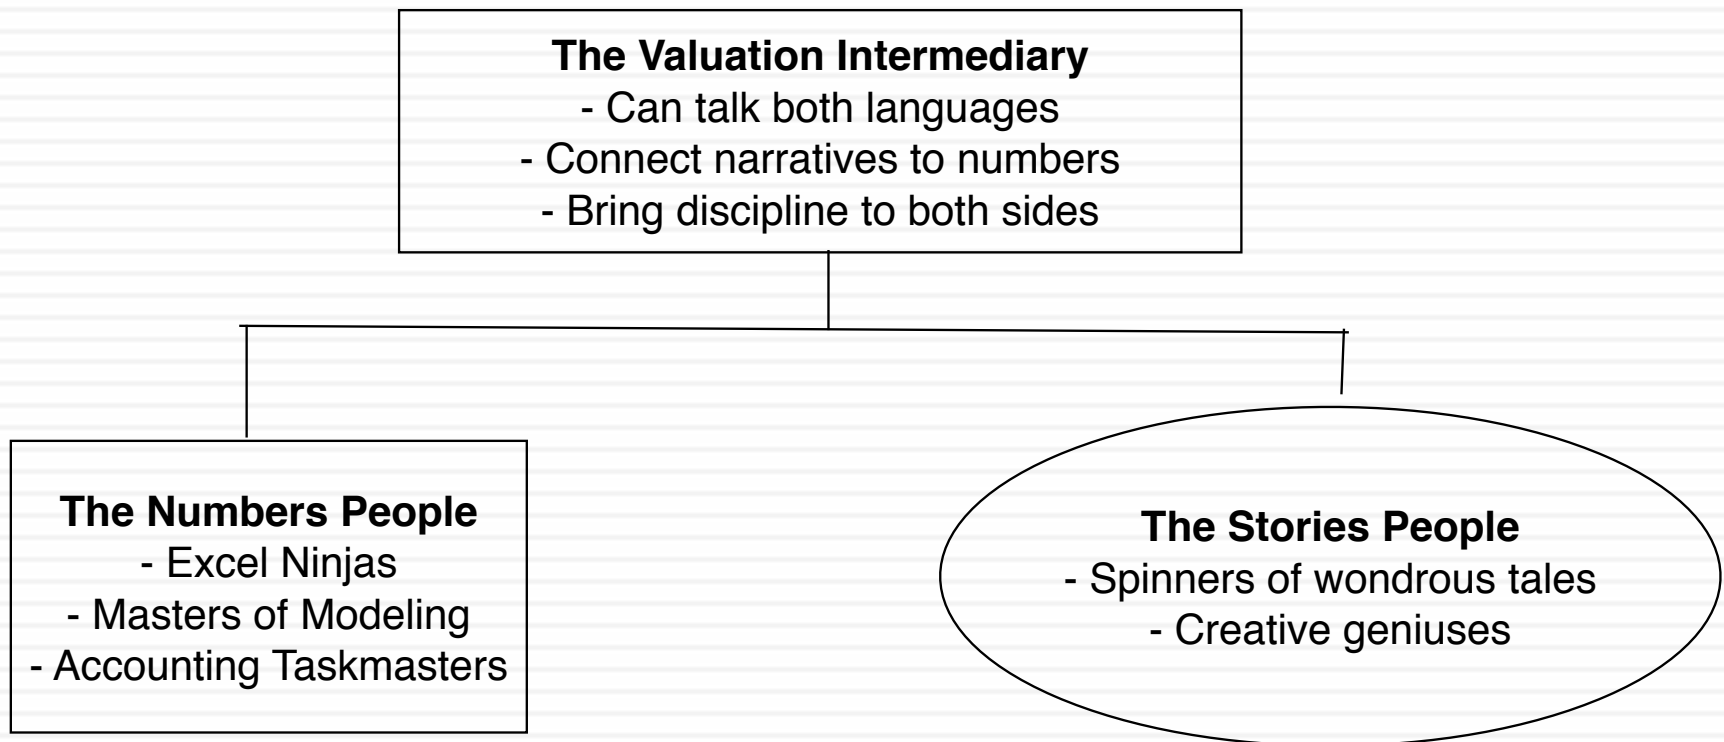 The Valuation Intermediary
- Can talk both languages
- Connect narratives to numbers
- Bring discipline to both sides
The Numbers People
- Excel Ninjas
- Masters of Modeling
- Accounting Taskmasters
The Stories People
- Spinners of wondrous tales
- Creative geniuses